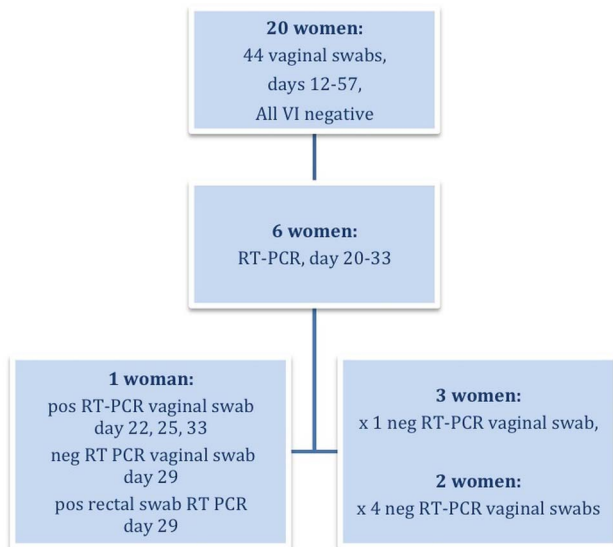 20 women:
44 vaginal swabs,
days 12-57,
All VI negative
6 women:
RT-PCR, day 20-33
1 woman:
pos RT-PCR vaginal swab
day 22, 25, 33
neg RT PCR vaginal swab
day 29
pos rectal swab RT PCR
day 29
3 women:
x 1 neg RT-PCR vaginal swab,
2 women:
x 4 neg RT-PCR vaginal swabs